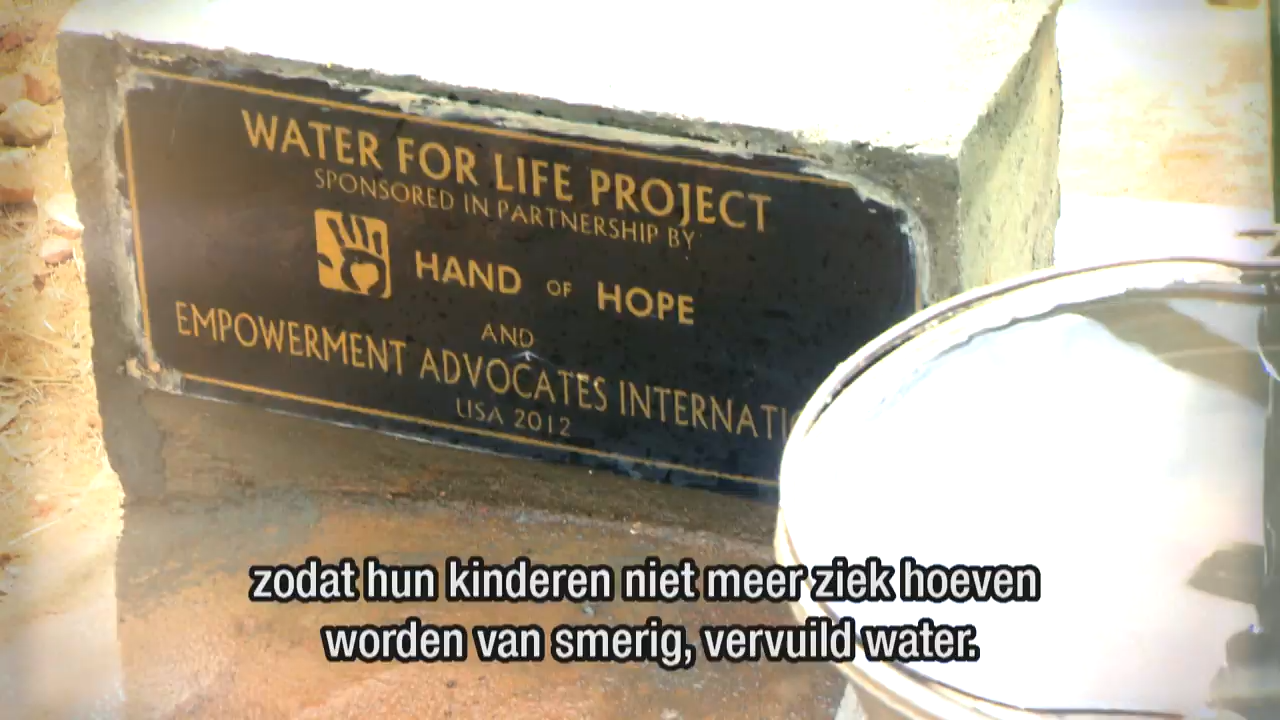 WATER FOR LIFE PROJECT
SPONSORED IN PARTNERSHIP BY
HAND OF HOPE
AND
EMPOWERMENT ADVOCATES
USA 2012
zodat hun kinderen niet meer ziek hoeven
worden van smerig, vervuild water.